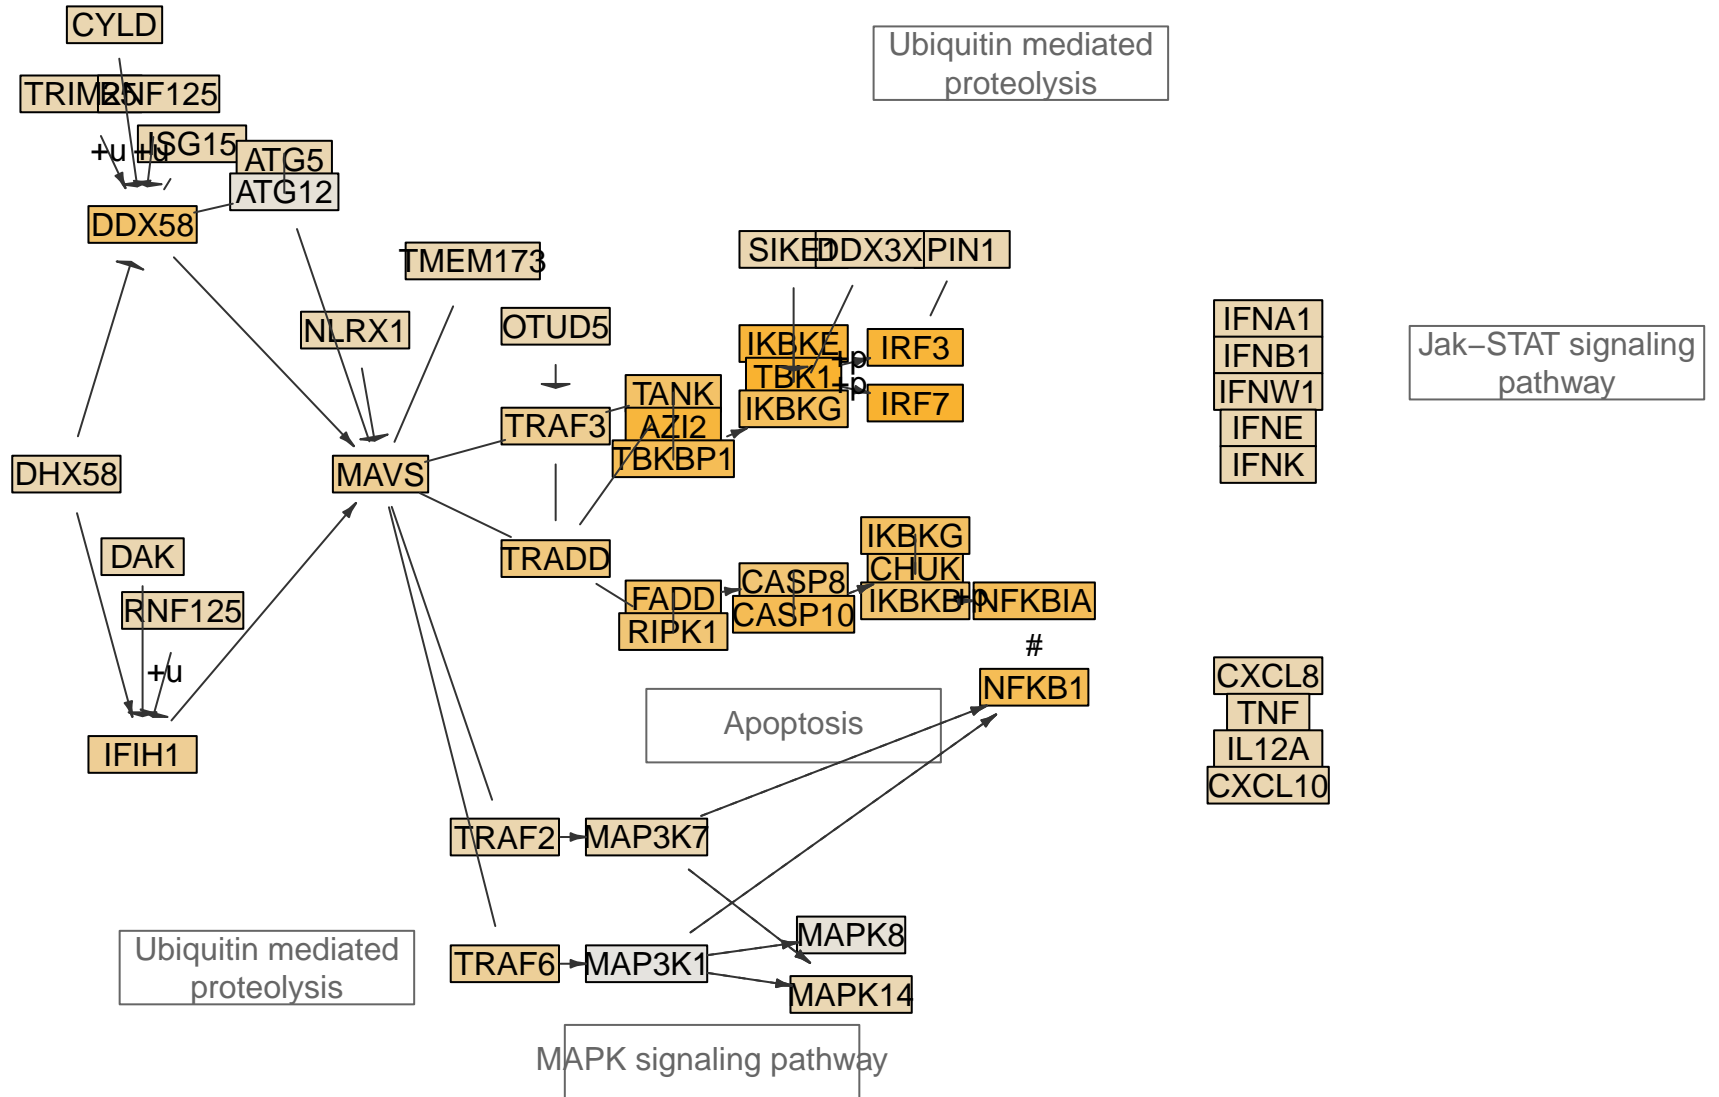 CYLD
Ubiquitin mediated
proteolysis
TRIM25
RNF125
ISG15
+u
+u
ATG5
ATG12
DDX58
TMEM173
SIKE1
DDX3X
PIN1
NLRX1
OTUD5
IKBKE
IRF3
+p
TBK1
+p
IKBKG
IRF7
IFNA1
IFNB1
IFNW1
IFNE
IFNK
Jak−STAT signaling
pathway
TANK
TRAF3
AZI2
TBKBP1
DHX58
MAVS
DAK
TRADD
IKBKG
CHUK
IKBKB
+p
NFKBIA
CASP8
CASP10
FADD
RIPK1
RNF125
+u
#
NFKB1
CXCL8
TNF
IL12A
CXCL10
Apoptosis
IFIH1
TRAF2
MAP3K7
MAPK8
Ubiquitin mediated
proteolysis
TRAF6
MAP3K1
MAPK14
MAPK signaling pathway